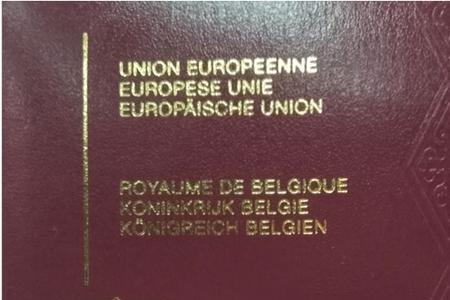 UNION EUROPEENNE
EUROPESE UNIE
EUROPÄISCHE UNION
ROYAUME DE BELGIQUE
KONINKRIJK BELGIE
KÖNIGREICH BELGIEN